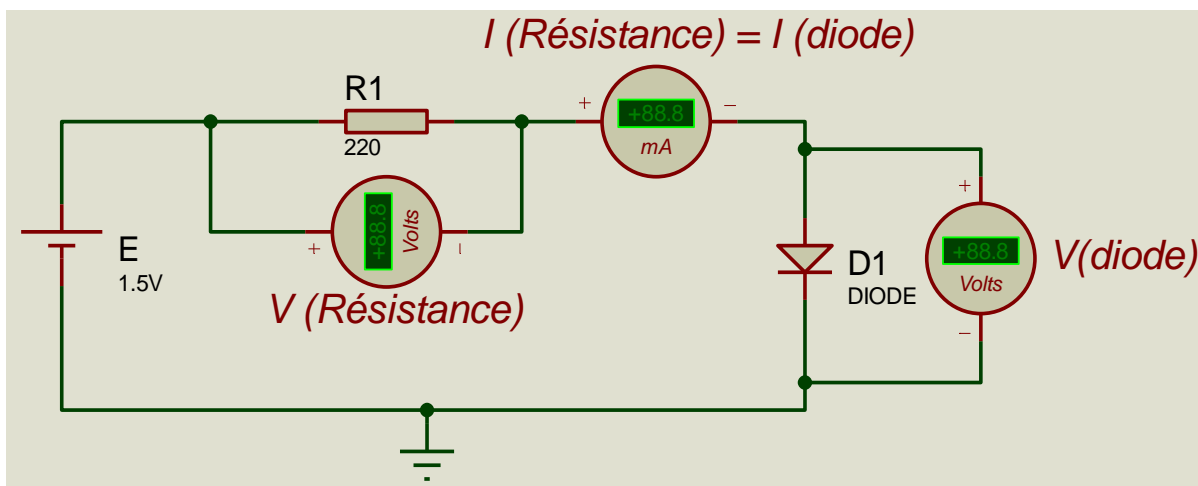 I (Résistance) = I (diode)
R1
220
+
+88.8
mA
−
+
+88.8
Volts
V (Résistance)
E
1.5V
D1
DIODE
+
+88.8
Volts
−
V(diode)